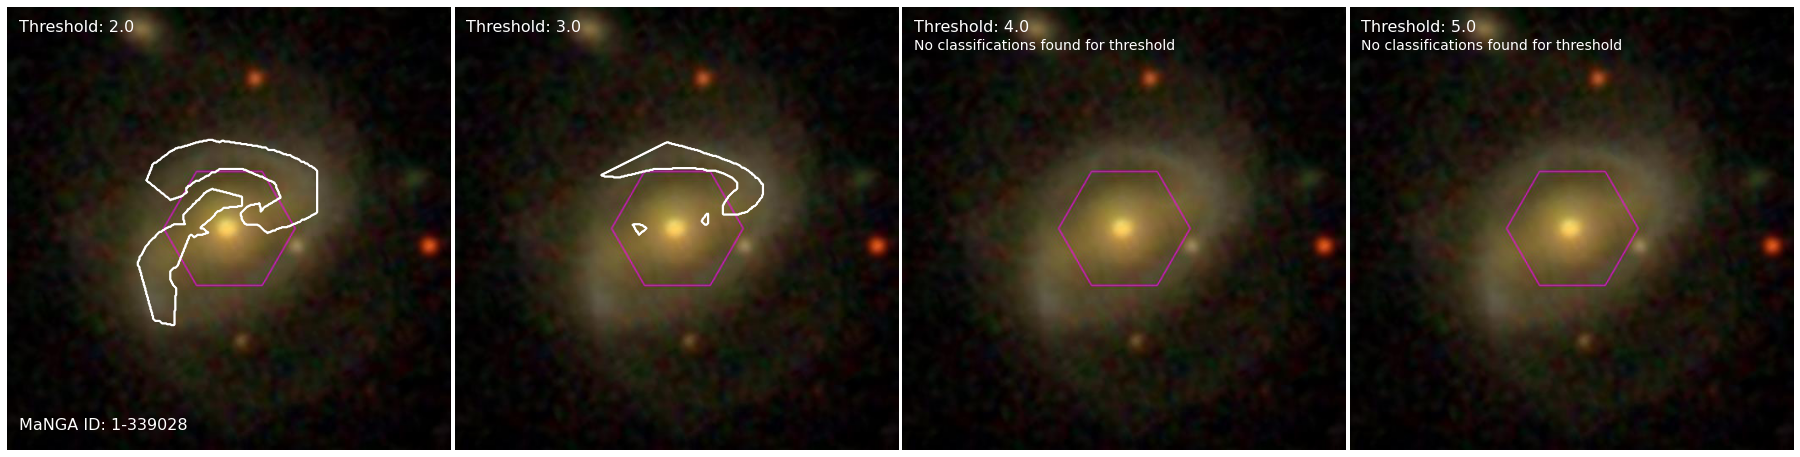 Threshold: 2.0
MaNGA ID: 1-339028
Threshold: 3.0
Threshold: 4.0
No classifications found for threshold
Threshold: 5.0
No classifications found for threshold